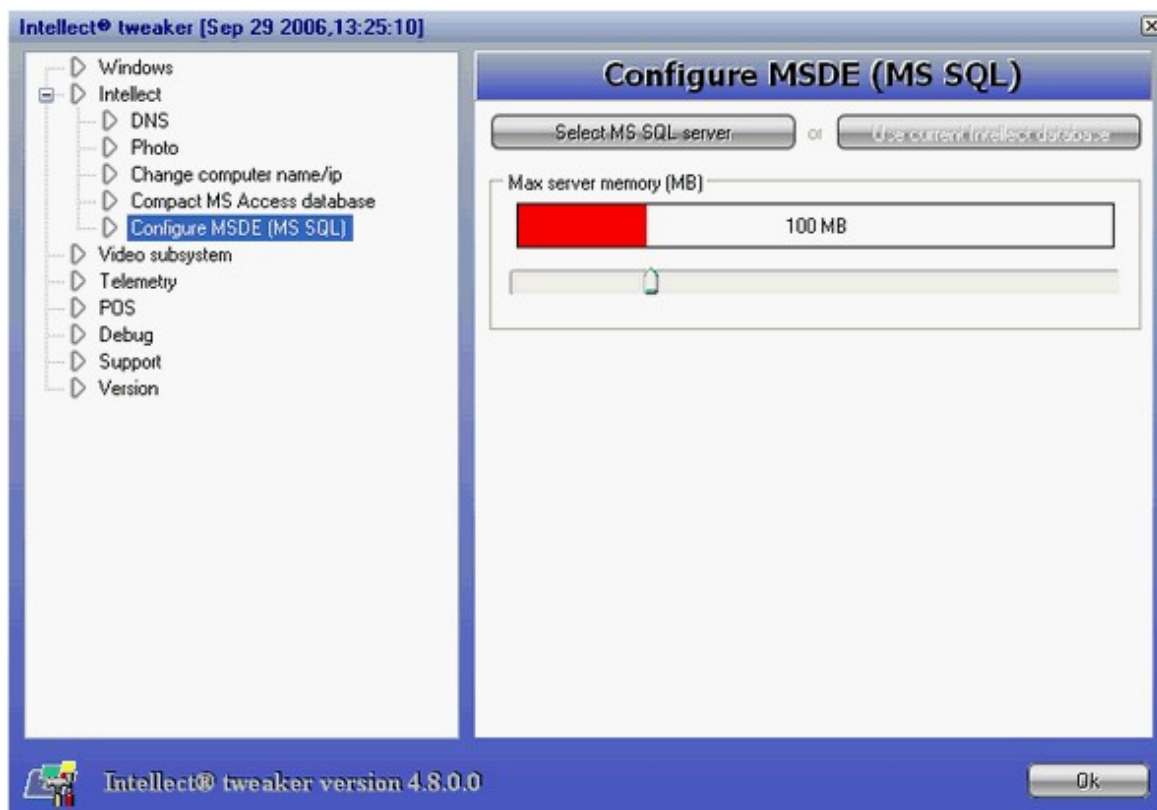 Intellect® tweaker [Sep 29 2006,13:25:10]
Windows
Intellect
DNS
Photo
Change computer name/ip
Compact MS Access database
Configure MSDE (MS SQL)
Video subsystem
Telemetry
POS
Debug
Support
Version
Configure MSDE (MS SQL)
Select MS SQL server or Use current Intellect database
Max server memory (MB)
100 MB
Intellect® tweaker version 4.8.0.0
Ok